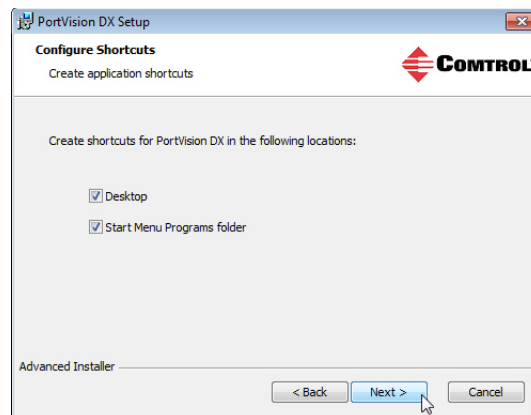 PortVision DX Setup
Configure Shortcuts
Create application shortcuts
COMTROL
Create shortcuts for PortVision DX in the following locations:
Desktop
Start Menu Programs folder
Advanced Installer
< Back
Next >
Cancel